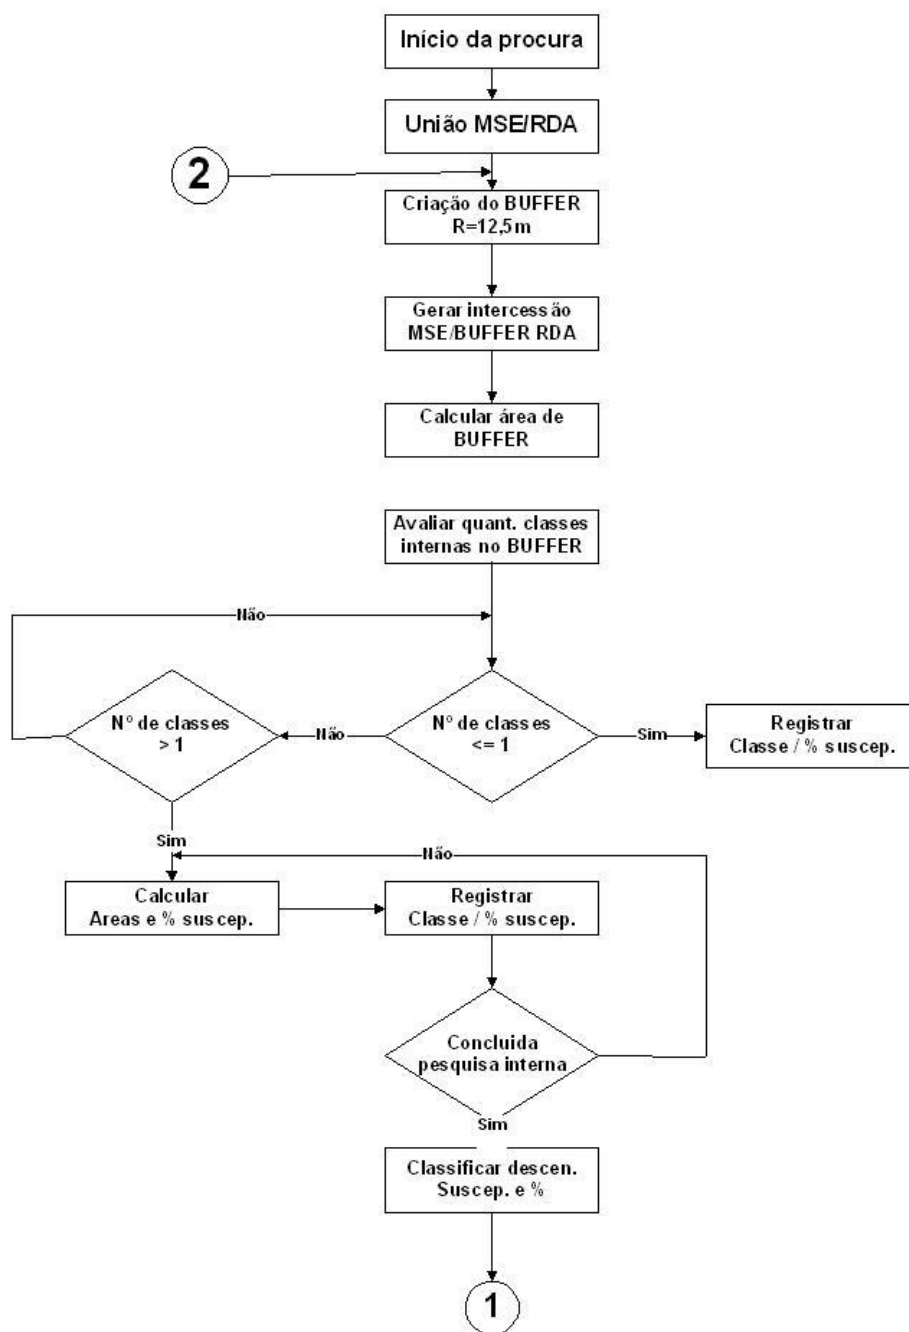 Início da procura
União MSE/RDA
2
Criação do BUFFER
R=12,5m
Gerar intercessão
MSE/BUFFER RDA
Calcular área de
BUFFER
Avaliar quant. classes
internas no BUFFER
Não
Nº de classes
> 1
Não
Nº de classes
<= 1
Sim
Registrar
Classe / % suscep.
Sim
Não
Calcular
Areas e % suscep.
Registrar
Classe / % suscep.
Concluida
pesquisa interna
Sim
Classificar descen.
Suscep. e %
1